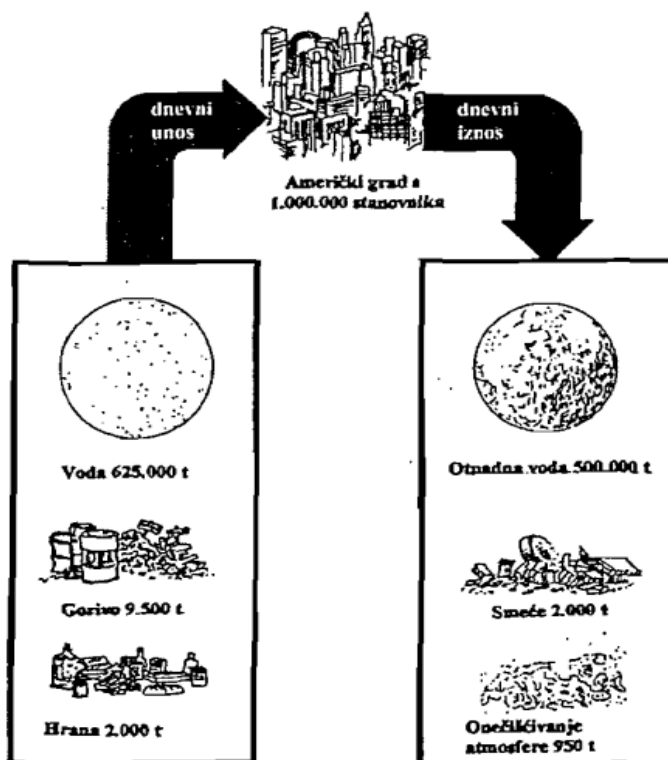 dnevni
unos
dnevni
iznos
Američki grad s
1.000.000 stanovnika
Voda 625.000 t
Gorivo 9.500 t
Hrana 2.000 t
Otpadna voda 500.000 t
Smeće 2.000 t
Onečišćivanje
atmosfere 950 t